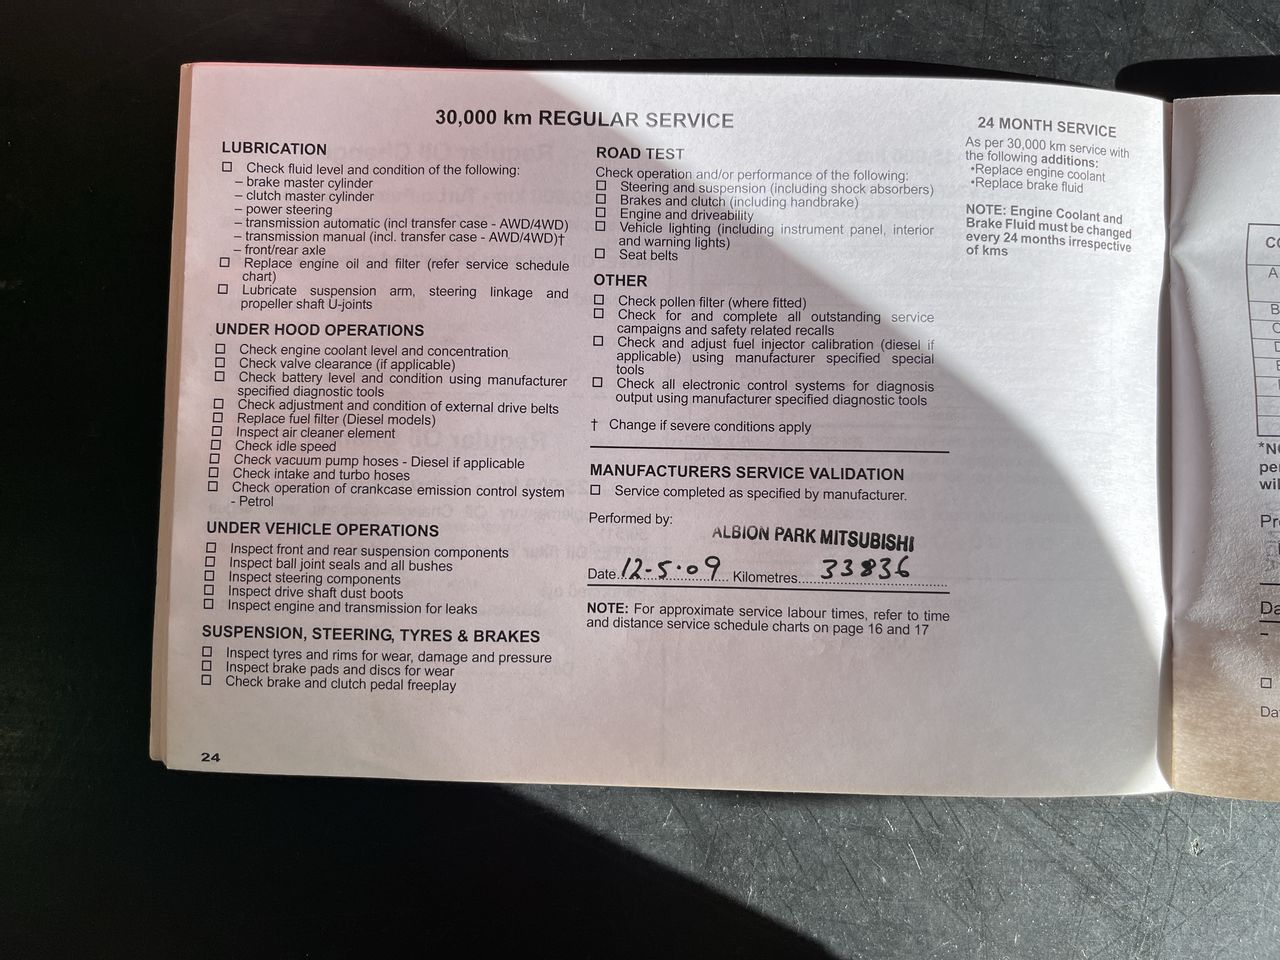 30,000 km REGULAR SERVICE
LUBRICATION
☐ Check fluid level and condition of the following:
– brake master cylinder
– clutch master cylinder
– power steering
– transmission automatic (incl transfer case - AWD/4WD)
– transmission manual (incl. transfer case - AWD/4WD)†
– front/rear axle
☐ Replace engine oil and filter (refer service schedule
chart)
☐ Lubricate suspension arm, steering linkage and
propeller shaft U-joints
UNDER HOOD OPERATIONS
☐ Check engine coolant level and concentration
☐ Check valve clearance (if applicable)
☐ Check battery level and condition using manufacturer
specified diagnostic tools
☐ Check adjustment and condition of external drive belts
☐ Replace fuel filter (Diesel models)
☐ Inspect air cleaner element
☐ Check idle speed
☐ Check vacuum pump hoses - Diesel if applicable
☐ Check intake and turbo hoses
☐ Check operation of crankcase emission control system
- Petrol
UNDER VEHICLE OPERATIONS
☐ Inspect front and rear suspension components
☐ Inspect ball joint seals and all bushes
☐ Inspect steering components
☐ Inspect drive shaft dust boots
☐ Inspect engine and transmission for leaks
SUSPENSION, STEERING, TYRES & BRAKES
☐ Inspect tyres and rims for wear, damage and pressure
☐ Inspect brake pads and discs for wear
☐ Check brake and clutch pedal freeplay
24
ROAD TEST
Check operation and/or performance of the following:
☐ Steering and suspension (including shock absorbers)
☐ Brakes and clutch (including handbrake)
☐ Engine and driveability
☐ Vehicle lighting (including instrument panel, interior
and warning lights)
☐ Seat belts
OTHER
☐ Check pollen filter (where fitted)
☐ Check for and complete all outstanding service
campaigns and safety related recalls
☐ Check and adjust fuel injector calibration (diesel if
applicable) using manufacturer specified special
tools
☐ Check all electronic control systems for diagnosis
output using manufacturer specified diagnostic tools
† Change if severe conditions apply
MANUFACTURERS SERVICE VALIDATION
☐ Service completed as specified by manufacturer.
Performed by:
ALBION PARK MITSUBISHI
Date 12-5-09 Kilometres 33836
NOTE: For approximate service labour times, refer to time
and distance service schedule charts on page 16 and 17
24 MONTH SERVICE
As per 30,000 km service with
the following additions:
•Replace engine coolant
•Replace brake fluid
NOTE: Engine Coolant and
Brake Fluid must be changed
every 24 months irrespective
of kms